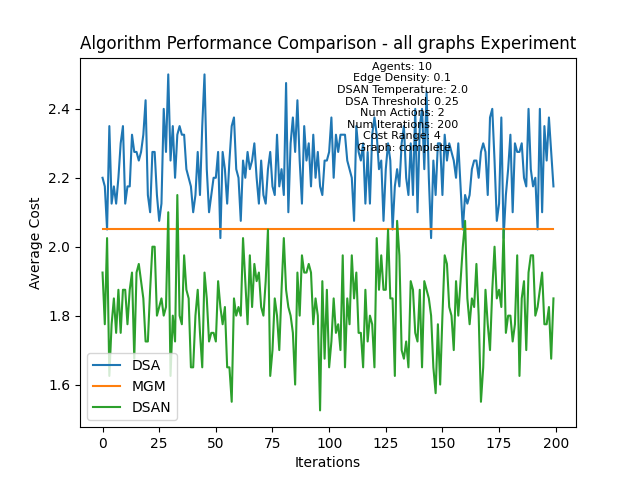 Algorithm Performance Comparison - all graphs Experiment
Agents: 10
Edge Density: 0.1
DSAN Temperature: 2.0
DSA Threshold: 0.25
Num Actions: 2
Num Iterations: 200
Cost Range: 4
Graph: complete
Average Cost
2.4
2.2
2.0
1.8
1.6
DSA
MGM
DSAN
0 25 50 75 100 125 150 175 200
Iterations